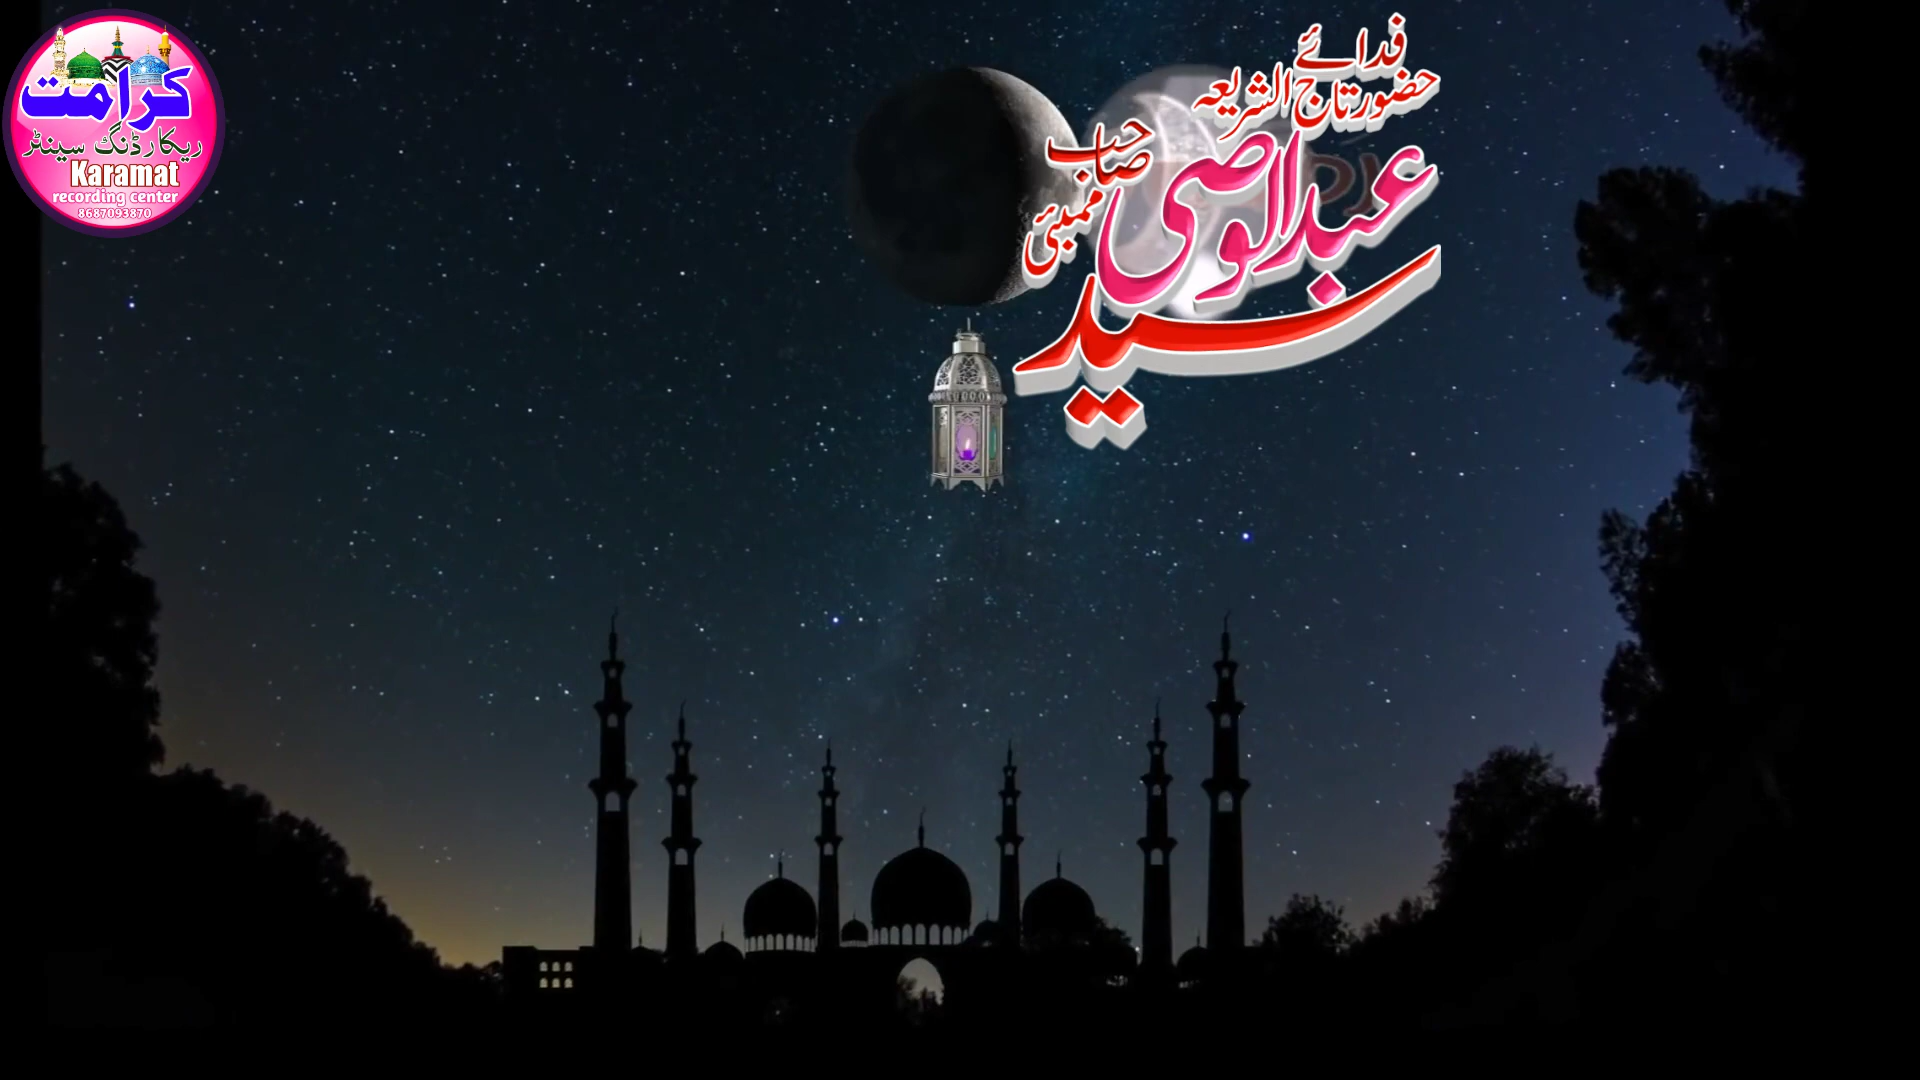 کرامت
ریکارڈنگ سینٹر
Karamat
recording center
8687093870
فدائے
حضور تاج الشریعہ
سید عبدالوصی صاحب ممبئی